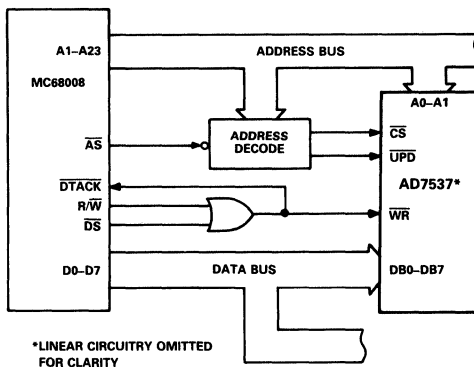 A1–A23
ADDRESS BUS
MC68008
A0–A1
ADDRESS
DECODE
CS
AS
UPD
AD7537*
DTACK
R/W
WR
DS
D0–D7
DATA BUS
DB0–DB7
*LINEAR CIRCUITRY OMITTED
FOR CLARITY